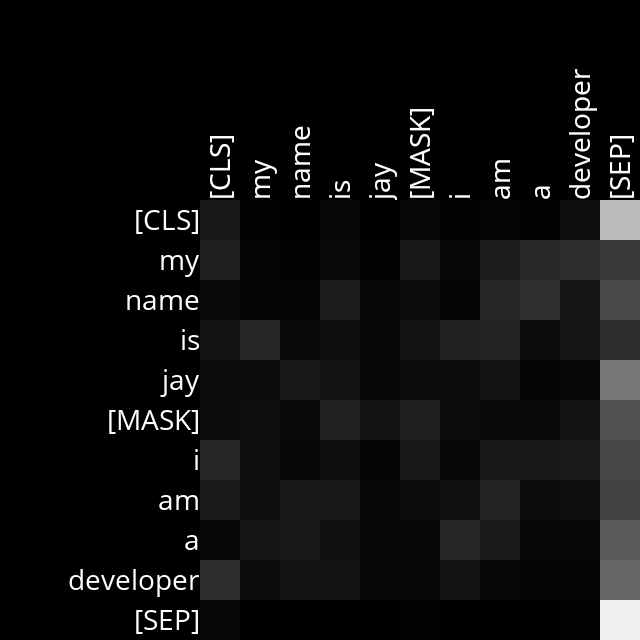 [CLS]
my
name
is
jay
[MASK]
i
am
a
developer
[SEP]
[CLS]
my
name
is
jay
[MASK]
i
am
a
developer
[SEP]